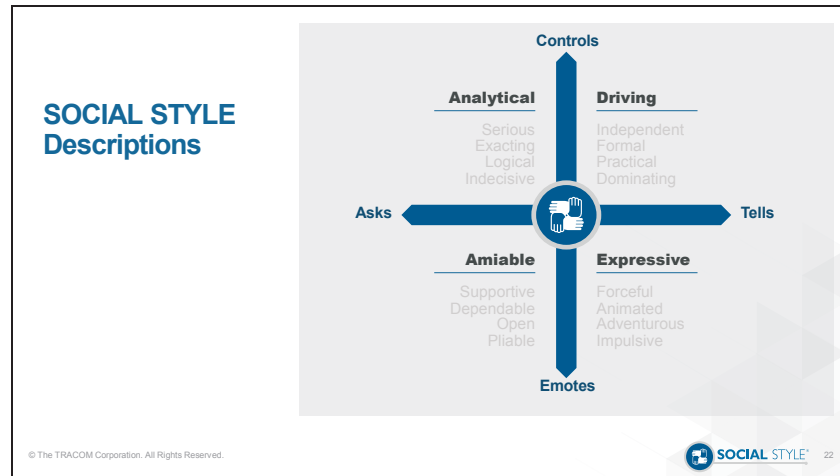 SOCIAL STYLE
Descriptions
Controls
Analytical
Serious
Exacting
Logical
Indecisive
Driving
Independent
Formal
Practical
Dominating
Asks
Tells
Amiable
Supportive
Dependable
Open
Pliable
Expressive
Forceful
Animated
Adventurous
Impulsive
Emotes
© The TRACOM Corporation. All Rights Reserved.
SOCIAL STYLE®
22